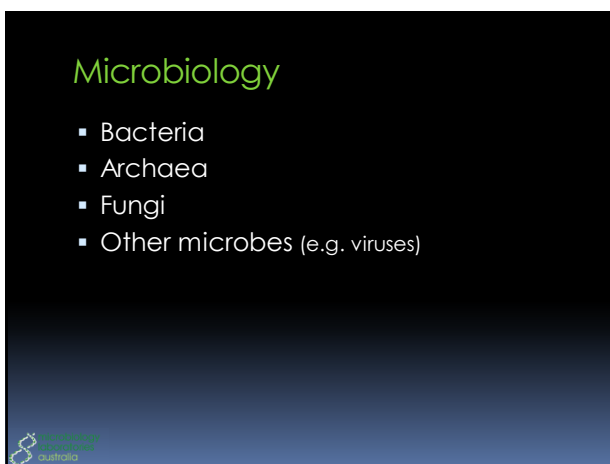 Microbiology
Bacteria
Archaea
Fungi
Other microbes (e.g. viruses)
australia